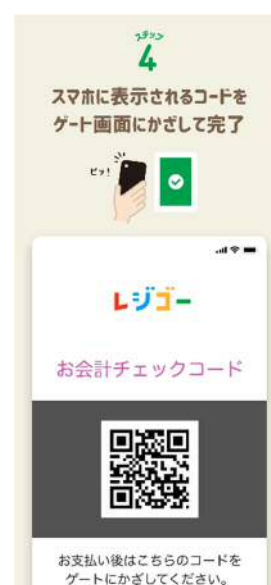 ステップ
4
スマホに表示されるコードを
ゲート画面にかざして完了
ピッ!
レジゴー
お会計チェックコード
お支払い後はこちらのコードを
ゲートにかざしてください。